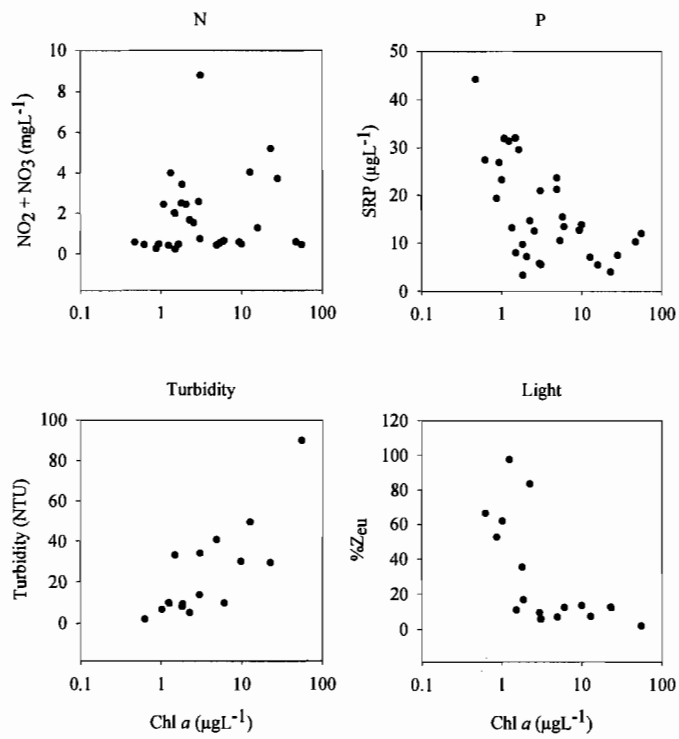 N
10
8
6
4
2
0
NO2 + NO3 (mgL-1)
0.1 1 10 100
P
50
40
30
20
10
0
SRP (µgL-1)
0.1 1 10 100
Turbidity
100
80
60
40
20
0
Turbidity (NTU)
0.1 1 10 100
Chl a (µgL-1)
Light
120
100
80
60
40
20
0
%Zeu
0.1 1 10 100
Chl a (µgL-1)